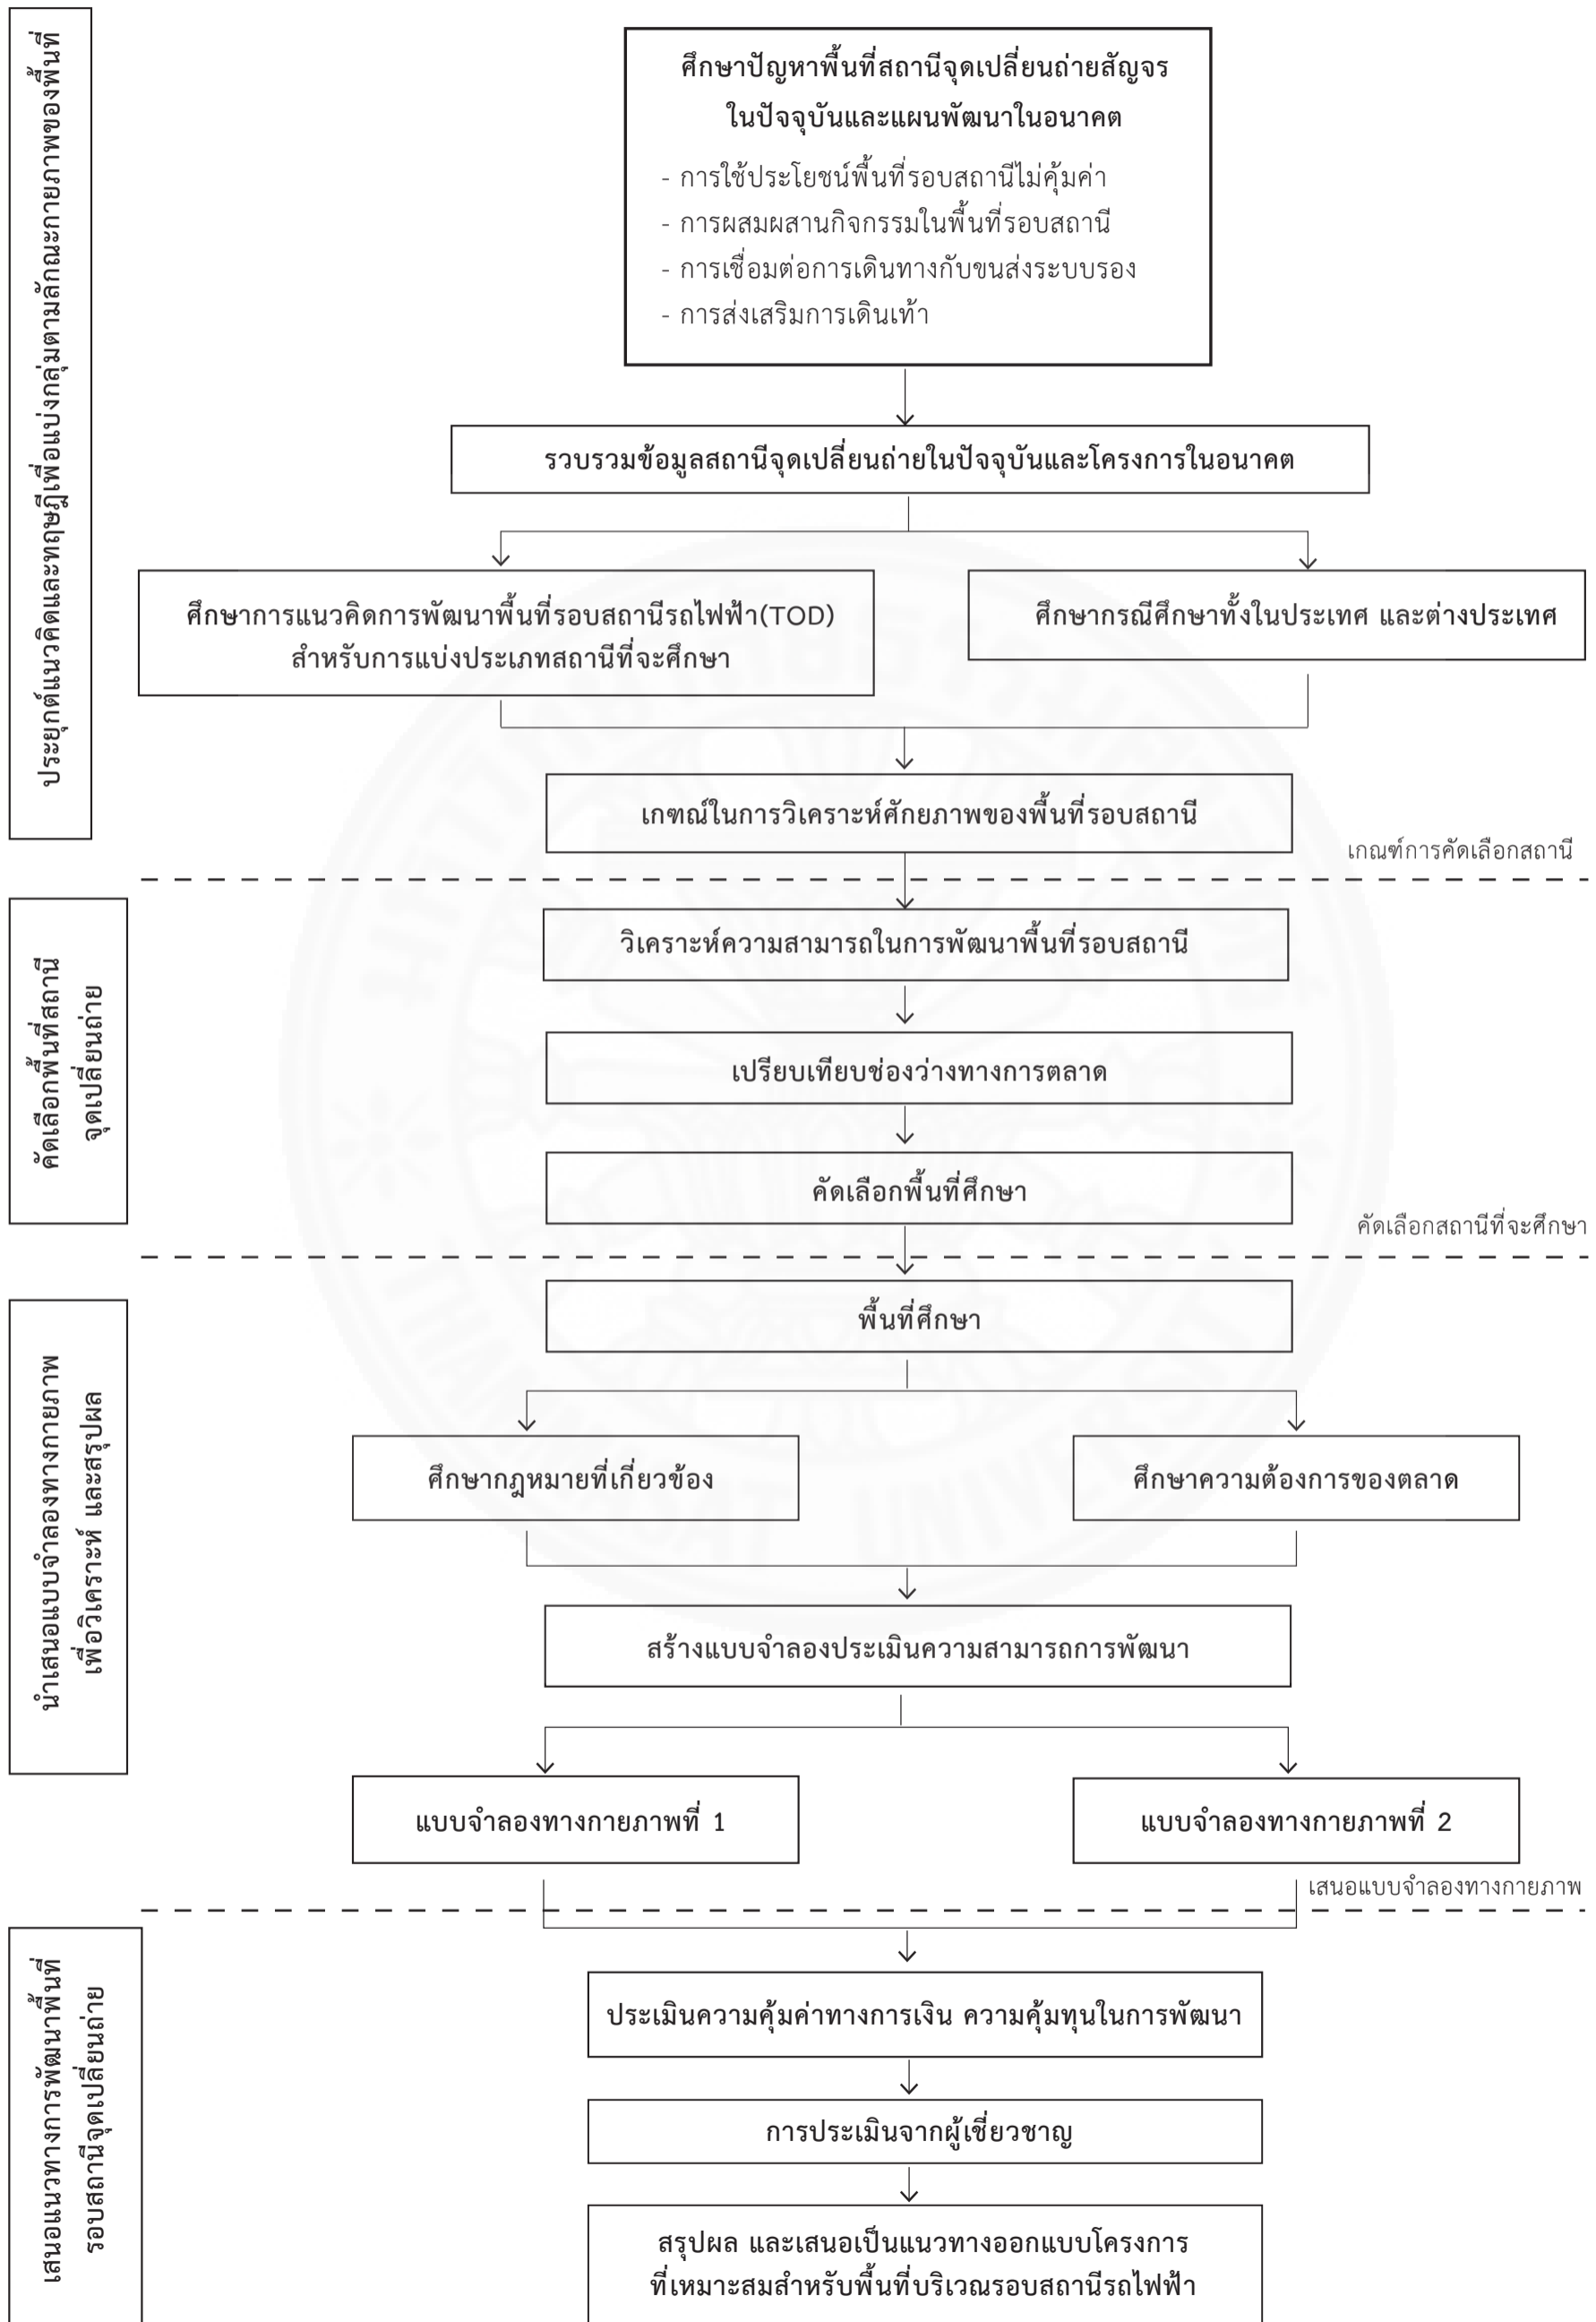 ประยุกต์แนวคิดและทฤษฎีเพื่อแบ่งกลุ่มตามลักณะกายภาพของพื้นที่
ศึกษาปัญหาพื้นที่สถานีจุดเปลี่ยนถ่ายสัญจร
ในปัจจุบันและแผนพัฒนาในอนาคต
- การใช้ประโยชน์พื้นที่รอบสถานีไม่คุ้มค่า
- การผสมผสานกิจกรรมในพื้นที่รอบสถานี
- การเชื่อมต่อการเดินทางกับขนส่งระบบรอง
- การส่งเสริมการเดินเท้า
รวบรวมข้อมูลสถานีจุดเปลี่ยนถ่ายในปัจจุบันและโครงการในอนาคต
ศึกษาการแนวคิดการพัฒนาพื้นที่รอบสถานีรถไฟฟ้า(TOD)
สำหรับการแบ่งประเภทสถานีที่จะศึกษา
ศึกษากรณีศึกษาทั้งในประเทศ และต่างประเทศ
เกฑณ์ในการวิเคราะห์ศักยภาพของพื้นที่รอบสถานี
เกณฑ์การคัดเลือกสถานี
คัดเลือกพื้นที่สถานี
จุดเปลี่ยนถ่าย
วิเคราะห์ความสามารถในการพัฒนาพื้นที่รอบสถานี
เปรียบเทียบช่องว่างทางการตลาด
คัดเลือกพื้นที่ศึกษา
คัดเลือกสถานีที่จะศึกษา
นำเสนอแบบจำลองทางกายภาพ
เพื่อวิเคราะห์ และสรุปผล
พื้นที่ศึกษา
ศึกษากฎหมายที่เกี่ยวข้อง
ศึกษาความต้องการของตลาด
สร้างแบบจำลองประเมินความสามารถการพัฒนา
แบบจำลองทางกายภาพที่ 1
แบบจำลองทางกายภาพที่ 2
เสนอแบบจำลองทางกายภาพ
เสนอแนวทางการพัฒนาพื้นที่
รอบสถานีจุดเปลี่ยนถ่าย
ประเมินความคุ้มค่าทางการเงิน ความคุ้มทุนในการพัฒนา
การประเมินจากผู้เชี่ยวชาญ
สรุปผล และเสนอเป็นแนวทางออกแบบโครงการ
ที่เหมาะสมสำหรับพื้นที่บริเวณรอบสถานีรถไฟฟ้า